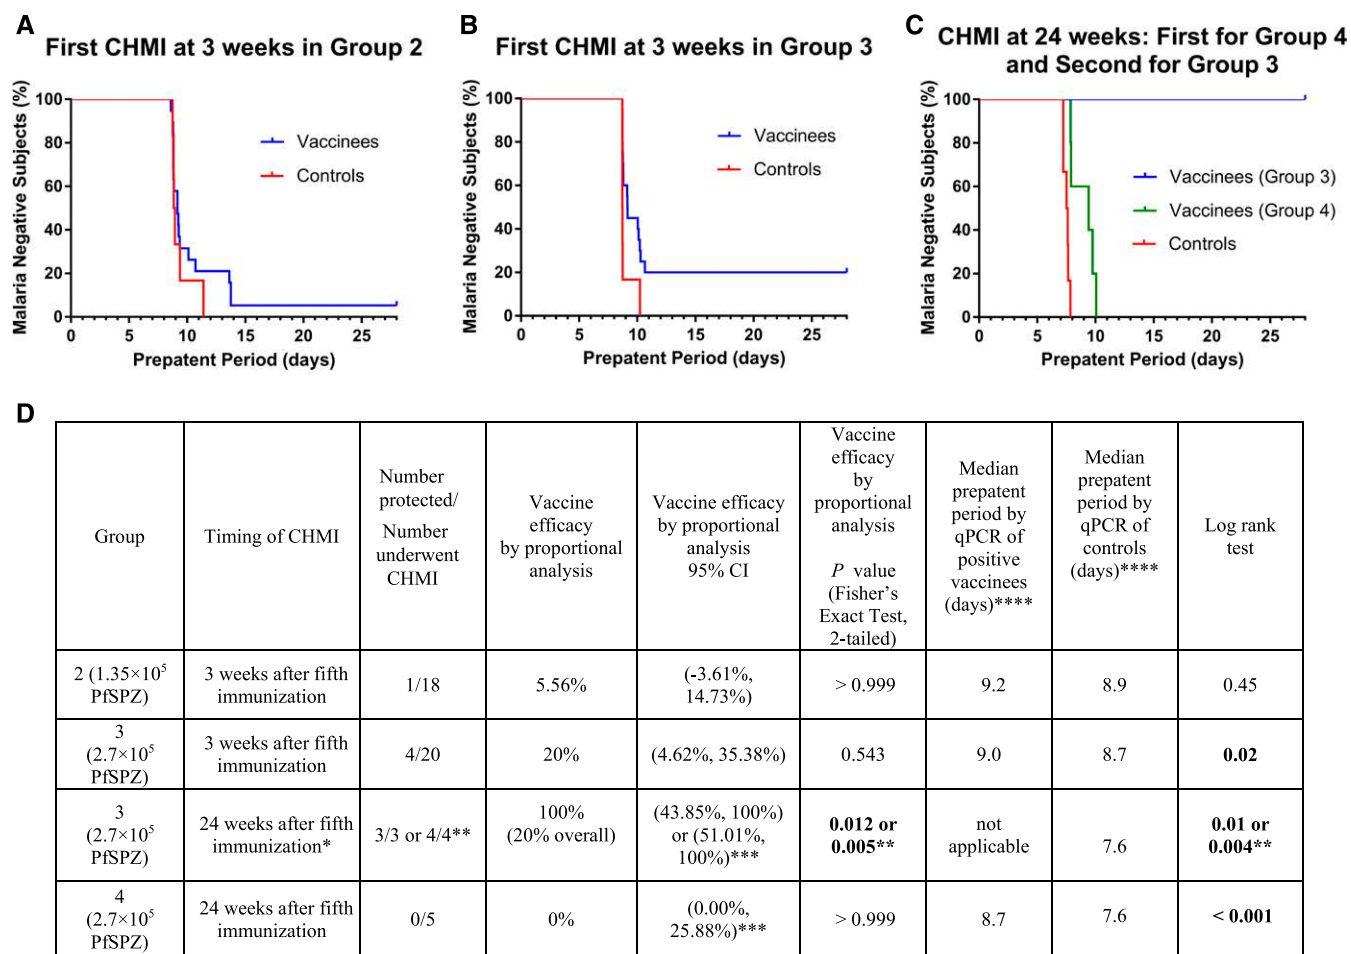 A
First CHMI at 3 weeks in Group 2
Malaria Negative Subjects (%)
100
80
60
40
20
0
0
5
10
15
20
25
Prepatent Period (days)
Vaccinees
Controls
B
First CHMI at 3 weeks in Group 3
Malaria Negative Subjects (%)
100
80
60
40
20
0
0
5
10
15
20
25
Prepatent Period (days)
Vaccinees
Controls
C
CHMI at 24 weeks: First for Group 4
and Second for Group 3
Malaria Negative Subjects (%)
100
80
60
40
20
0
0
5
10
15
20
25
Prepatent Period (days)
Vaccinees (Group 3)
Vaccinees (Group 4)
Controls
D
Group
Timing of CHMI
Number
protected/
Number
underwent
CHMI
Vaccine
efficacy
by proportional
analysis
Vaccine efficacy
by proportional
analysis
95% CI
Vaccine
efficacy
by
proportional
analysis
P value
(Fisher's
Exact Test,
2-tailed)
Median
prepatent
period by
qPCR of
positive
vaccinees
(days)****
Median
prepatent
period by
qPCR of
controls
(days)****
Log rank
test
2 (1.35×10⁵
PfSPZ)
3 weeks after fifth
immunization
1/18
5.56%
(-3.61%,
14.73%)
> 0.999
9.2
8.9
0.45
3
(2.7×10⁵
PfSPZ)
3 weeks after fifth
immunization
4/20
20%
(4.62%, 35.38%)
0.543
9.0
8.7
0.02
3
(2.7×10⁵
PfSPZ)
24 weeks after fifth
immunization*
3/3 or 4/4**
100%
(20% overall)
(43.85%, 100%)
or (51.01%,
100%)***
0.012 or
0.005**
not
applicable
7.6
0.01 or
0.004**
4
(2.7×10⁵
PfSPZ)
24 weeks after fifth
immunization
0/5
0%
(0.00%,
25.88%)***
> 0.999
8.7
7.6
< 0.001